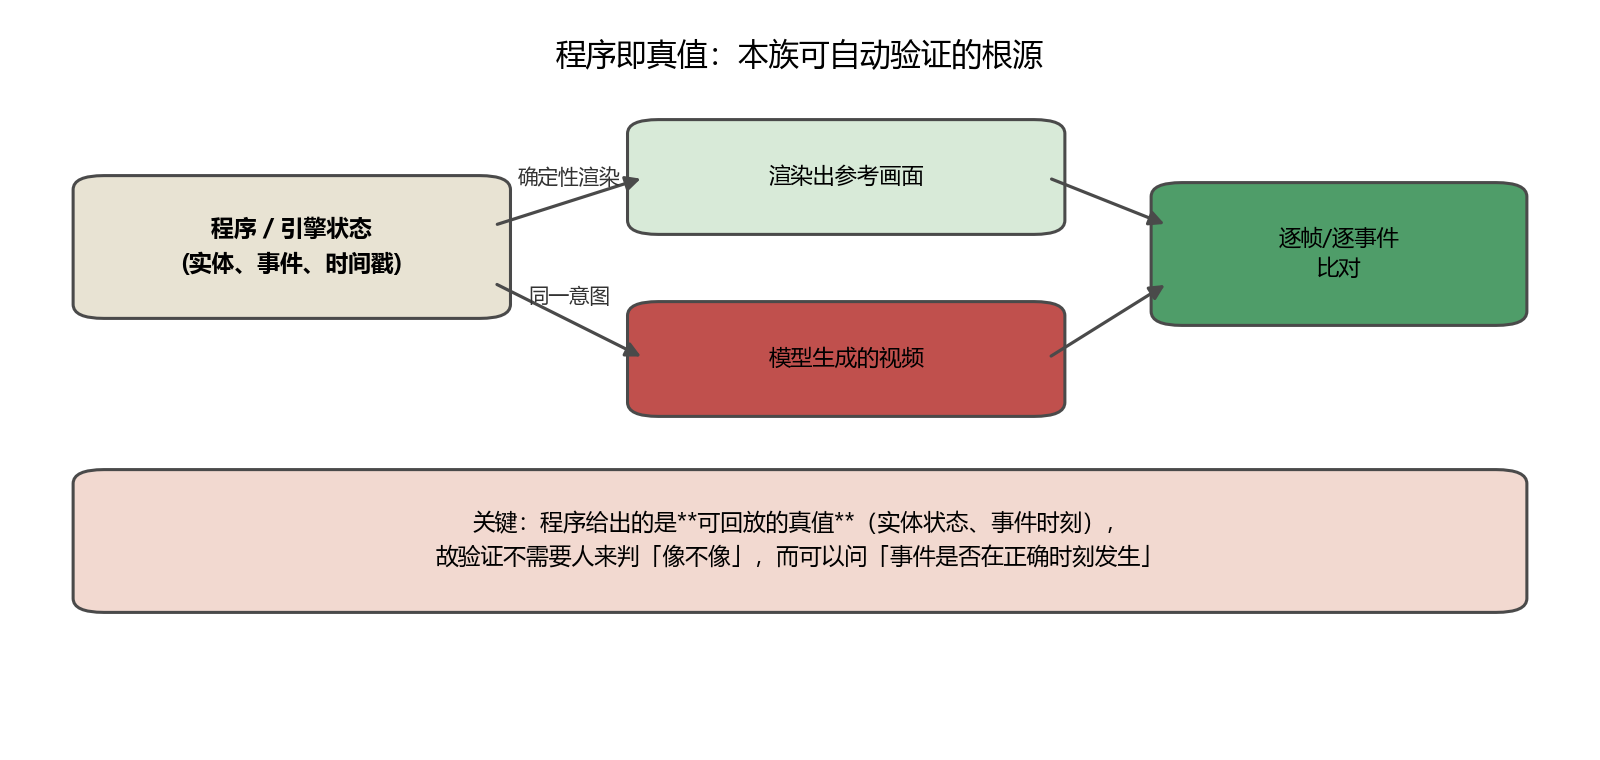 程序即真值：本族可自动验证的根源
确定性渲染
渲染出参考画面
程序 / 引擎状态
(实体、事件、时间戳)
逐帧/逐事件
比对
同一意图
模型生成的视频
关键：程序给出的是**可回放的真值**（实体状态、事件时刻），
故验证不需要人来判「像不像」，而可以问「事件是否在正确时刻发生」